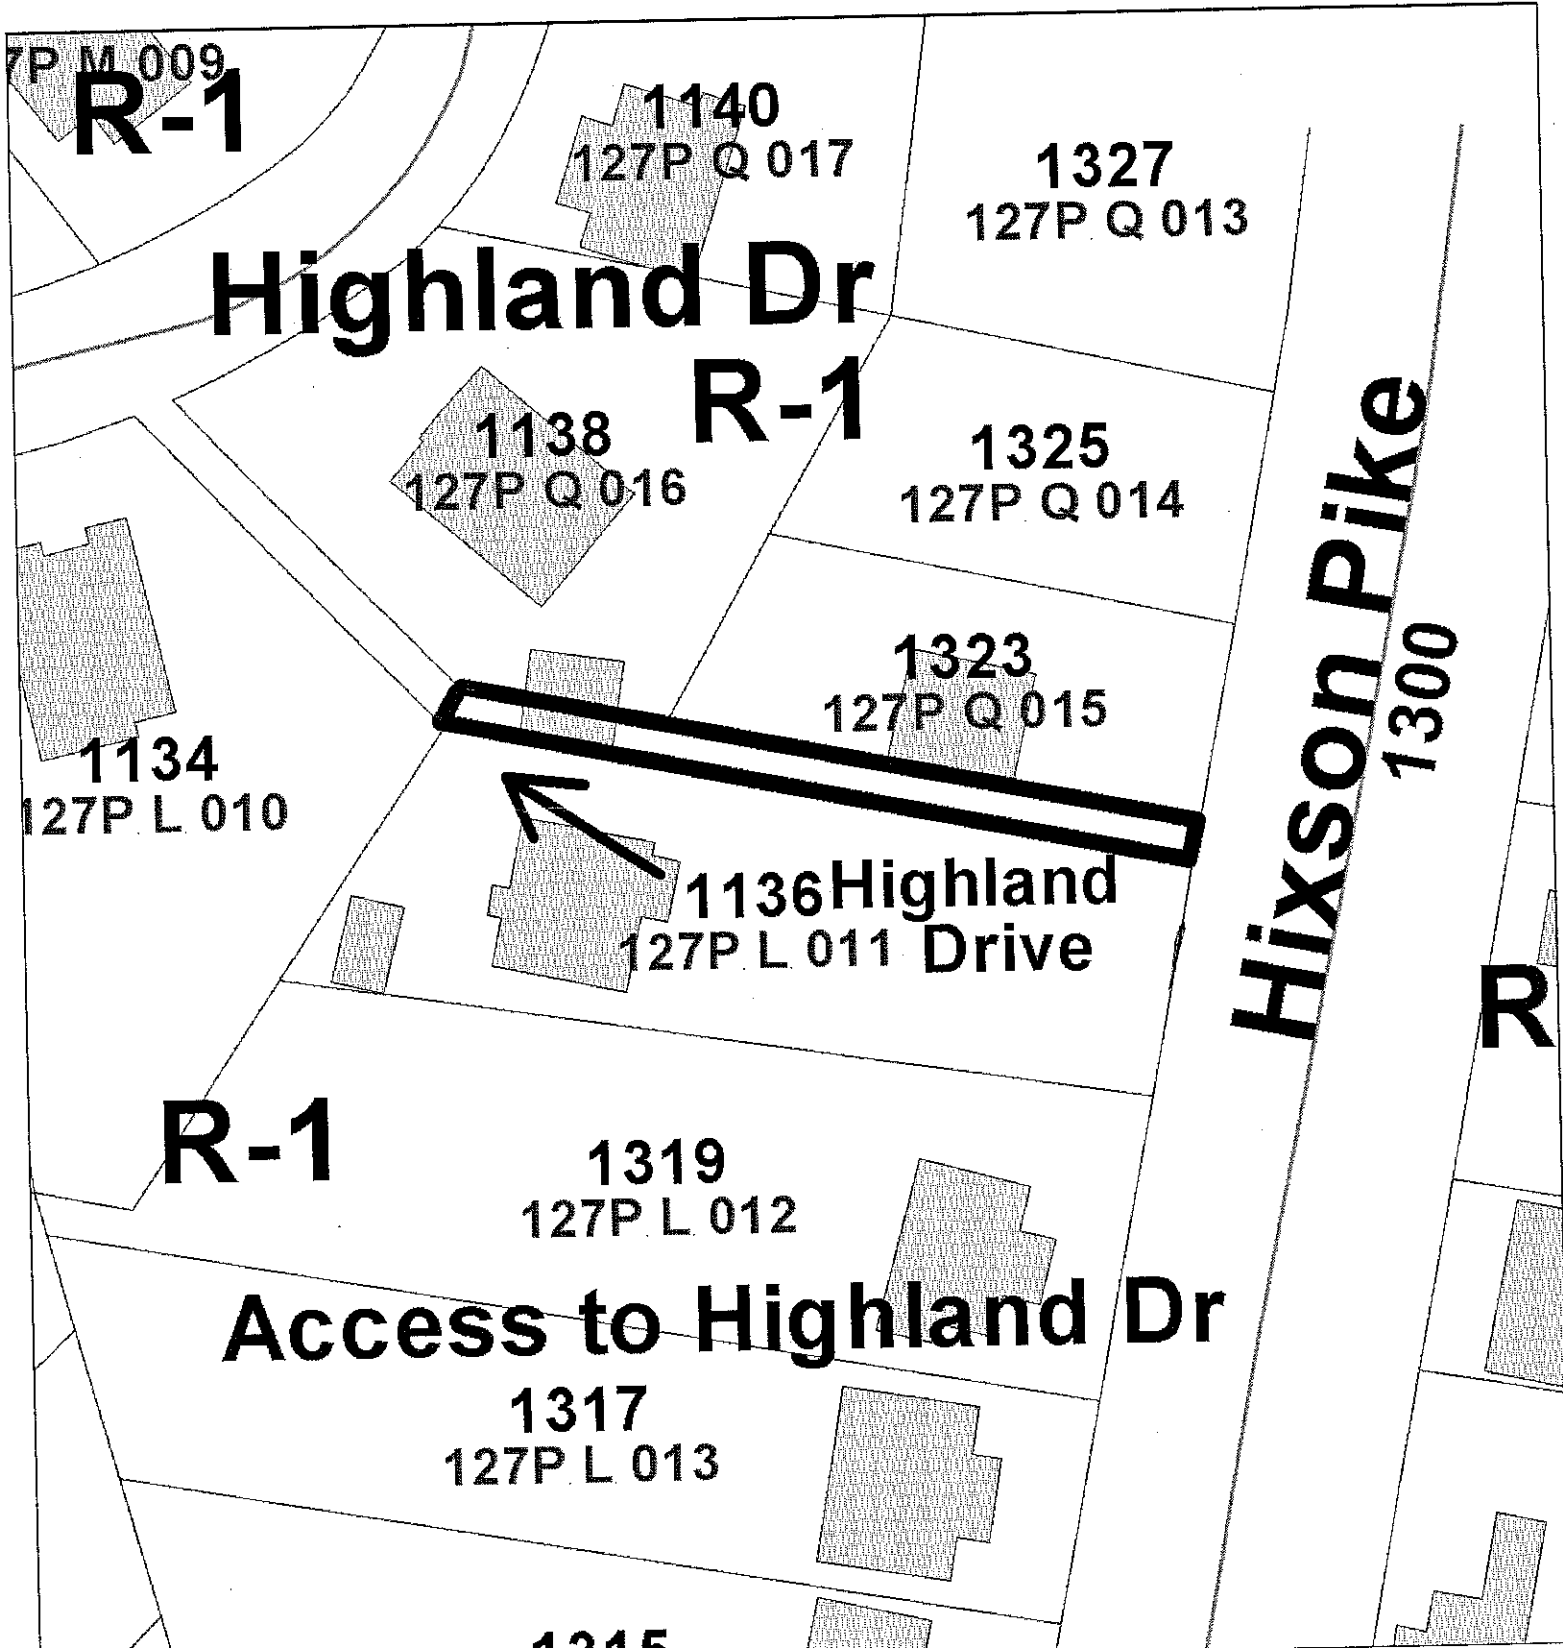 7P M 009
R-1
1140
127P Q 017
1327
127P Q 013
Highland Dr
R-1
1138
127P Q 016
1325
127P Q 014
Hixson Pike
1300
1323
127P Q 015
1134
127P L 010
1136 Highland
127P L 011 Drive
R
R-1
1319
127P L 012
Access to Highland Dr
1317
127P L 013
1315